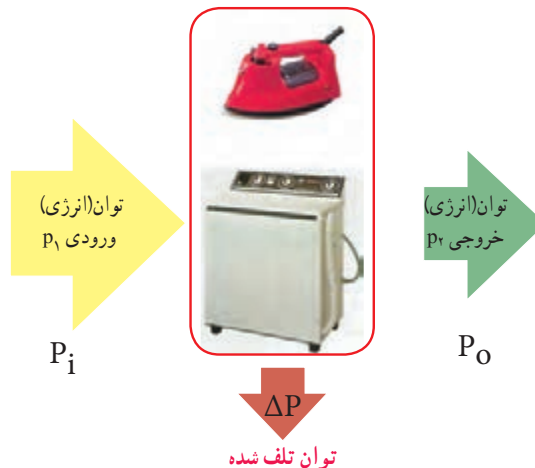 توان(انرژی)
ورودی p۱
Pi
توان(انرژی)
خروجی p۲
Po
ΔP
توان تلف شده